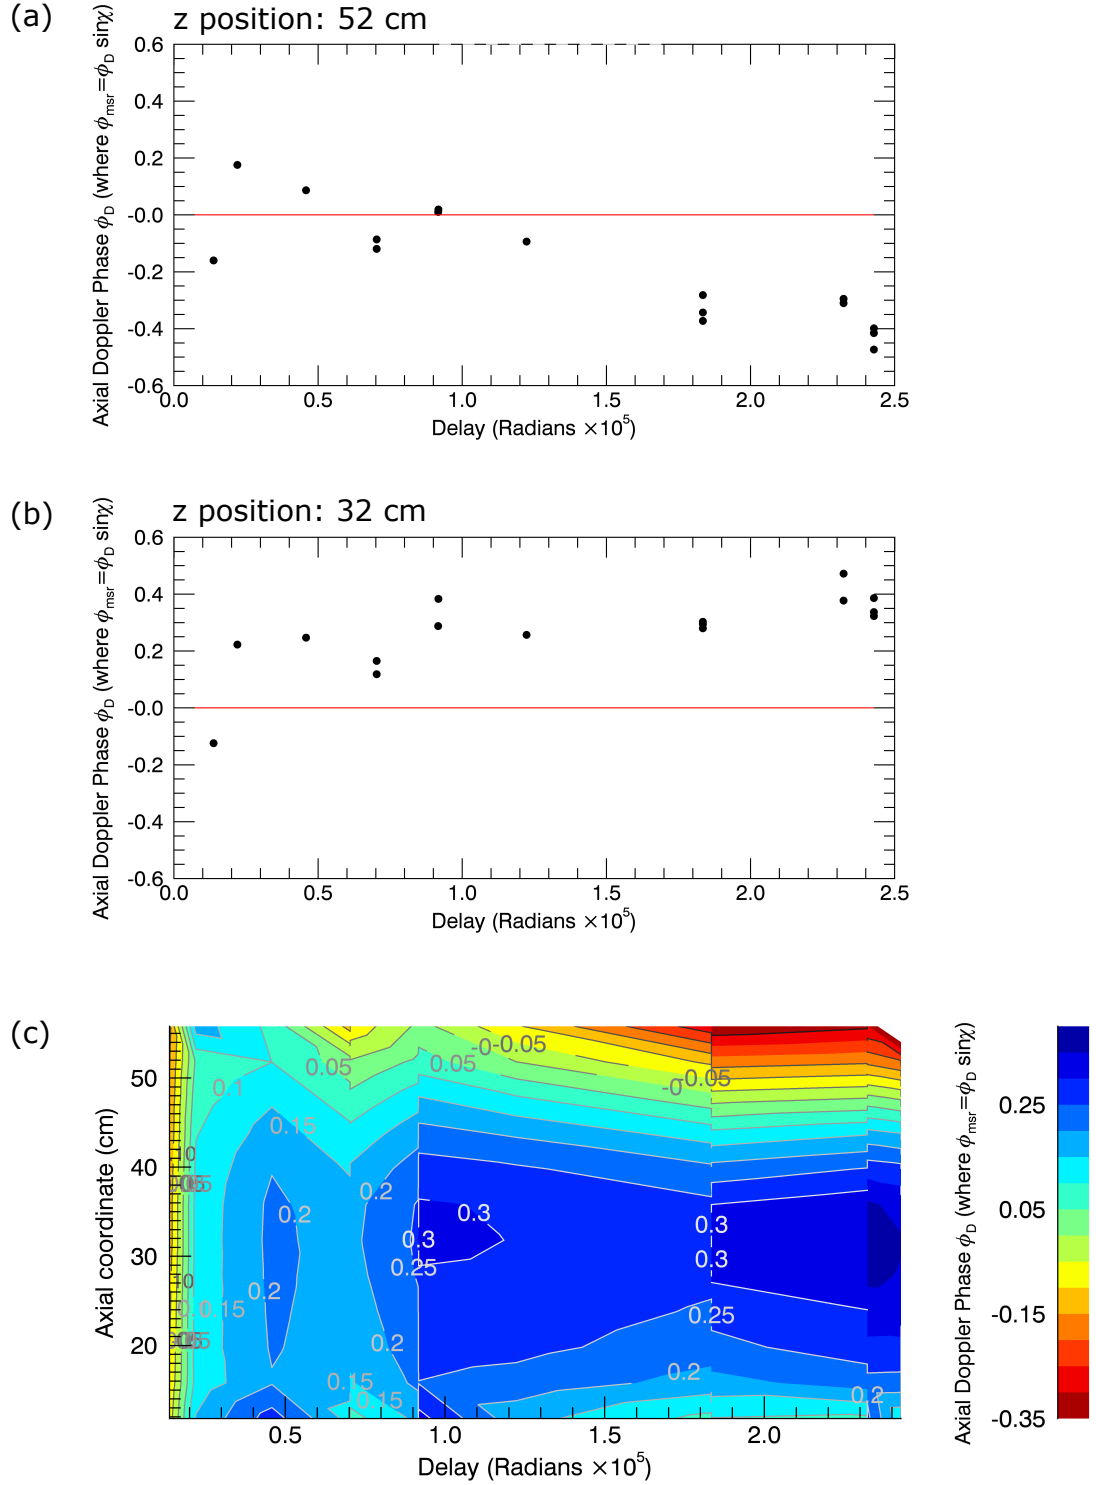 (a)
z position: 52 cm
Axial Doppler Phase ϕD (where ϕmsr=ϕD sinχ)
0.6
0.4
0.2
-0.0
-0.2
-0.4
-0.6
0.0 0.5 1.0 1.5 2.0 2.5
Delay (Radians ×10⁵)
(b)
z position: 32 cm
Axial Doppler Phase ϕD (where ϕmsr=ϕD sinχ)
0.6
0.4
0.2
-0.0
-0.2
-0.4
-0.6
0.0 0.5 1.0 1.5 2.0 2.5
Delay (Radians ×10⁵)
(c)
Axial coordinate (cm)
50
40
30
20
0.5 1.0 1.5 2.0
Delay (Radians ×10⁵)
-0.05
0.05
0.05
-0.05
0.1
0.15
0.2
0.2
0.3
0.3
0.3
0.3
0.25
0.2
0.15
0.25
0.2
0.2
0.15
0.15
0.2
Axial Doppler Phase ϕD (where ϕmsr=ϕD sinχ)
0.25
0.05
-0.15
-0.35